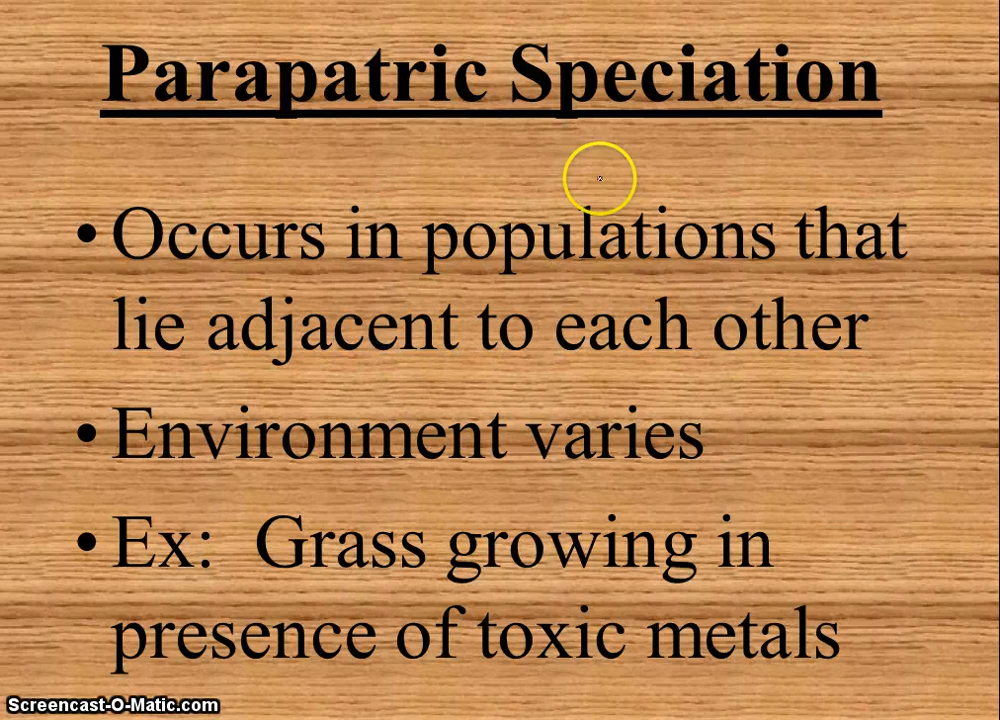 Parapatric Speciation
• Occurs in populations that
lie adjacent to each other
• Environment varies
• Ex:  Grass growing in
presence of toxic metals
Screencast-O-Matic.com